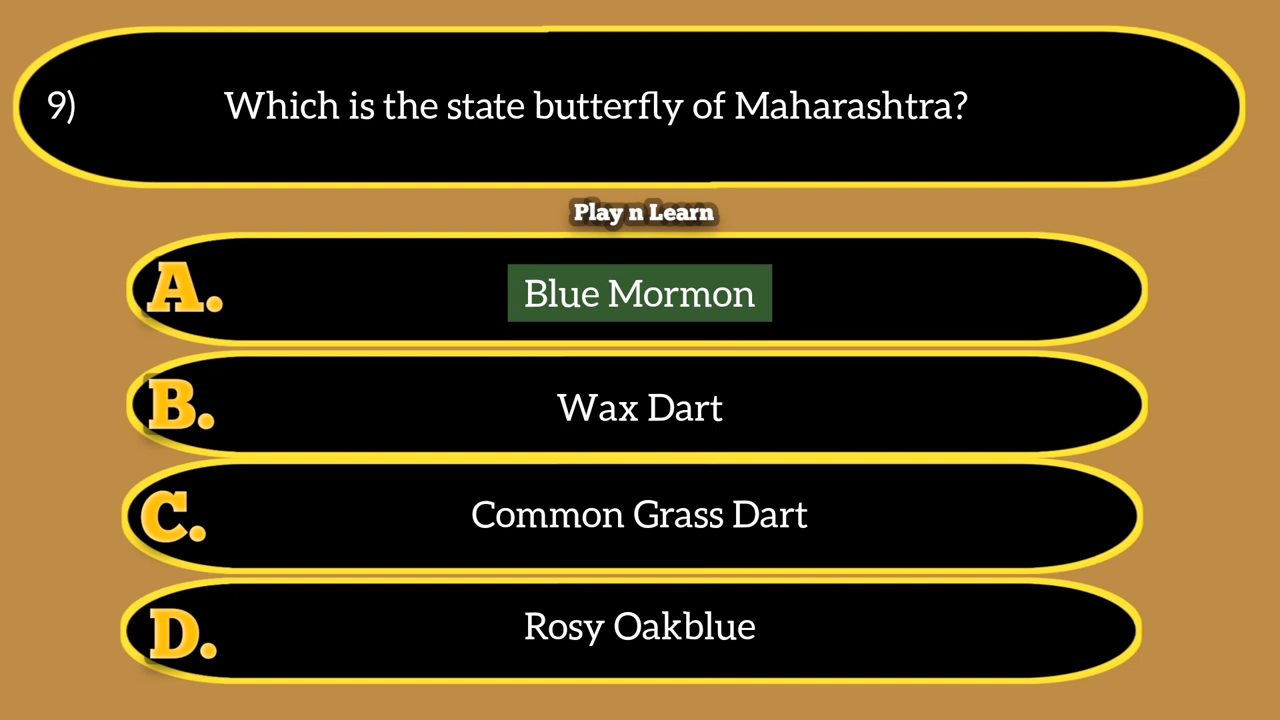 9) Which is the state butterfly of Maharashtra?
Play n Learn
A. Blue Mormon
B. Wax Dart
C. Common Grass Dart
D. Rosy Oakblue